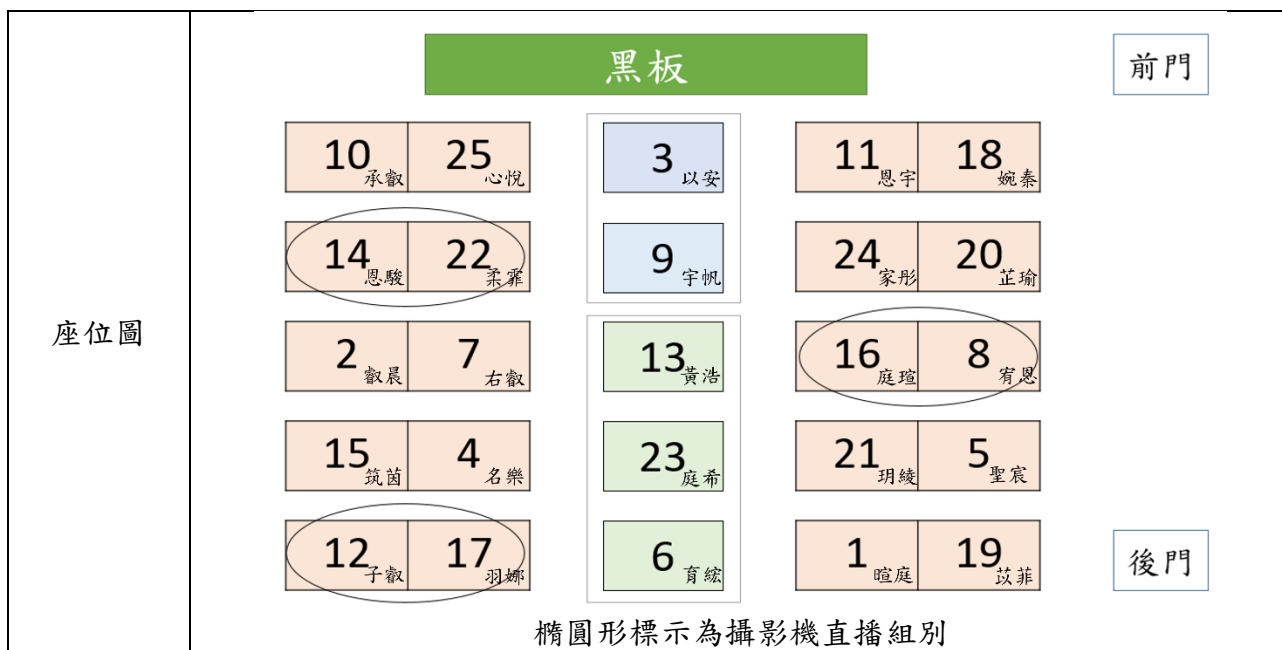 黑板
前門
10 承叡 25 心悅 3 以安 11 恩宇 18 婉秦
14 恩駿 22 柔霏 9 宇帆 24 家彤 20 芷瑜
座位圖
2 叡晨 7 右叡 13 黃浩 16 庭瑄 8 宥恩
15 筑茵 4 名樂 23 庭希 21 玥綾 5 聖宸
12 子叡 17 羽娜 6 育綋 1 暄庭 19 苡菲
後門
橢圓形標示為攝影機直播組別